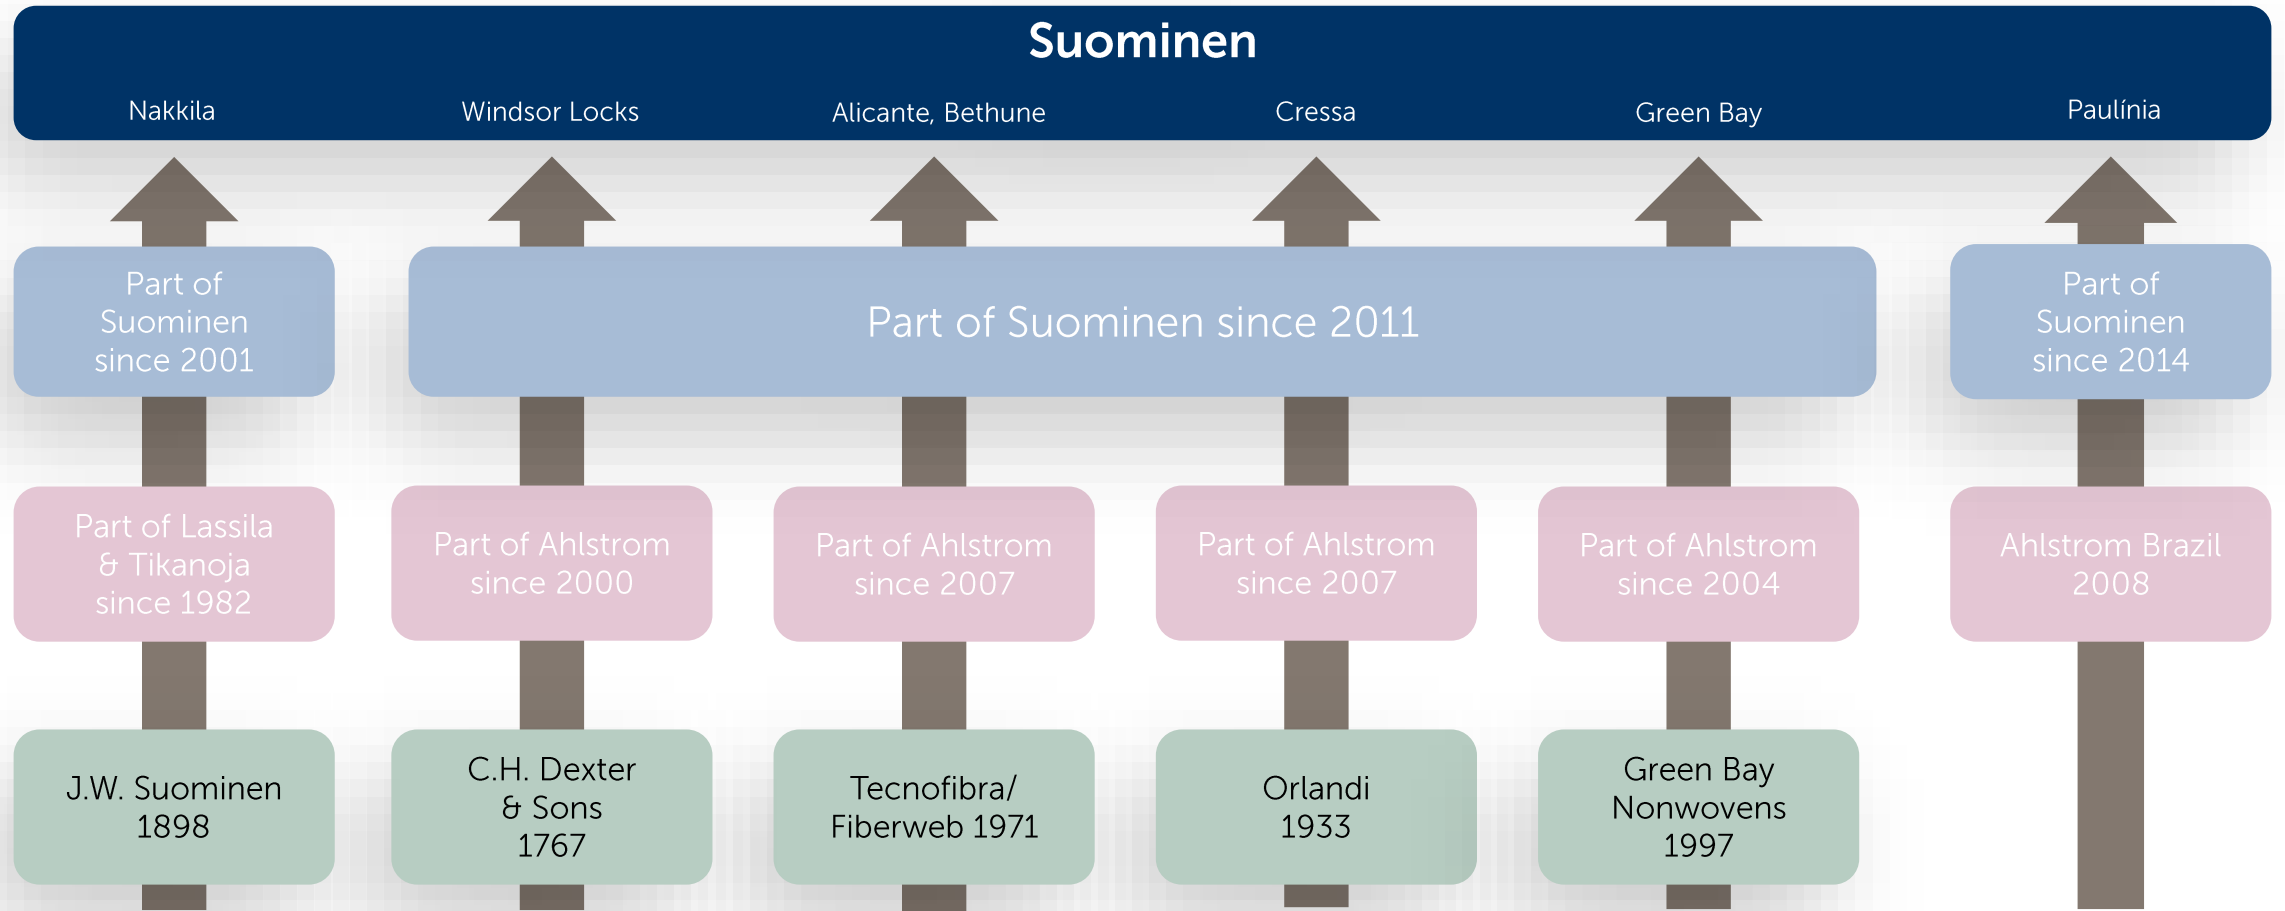 Suominen
Nakkila
Windsor Locks
Alicante, Bethune
Cressa
Green Bay
Paulínia
Part of
Suominen
since 2001
Part of Suominen since 2011
Part of
Suominen
since 2014
Part of Lassila
& Tikanoja
since 1982
Part of Ahlstrom
since 2000
Part of Ahlstrom
since 2007
Part of Ahlstrom
since 2007
Part of Ahlstrom
since 2004
Ahlstrom Brazil
2008
J.W. Suominen
1898
C.H. Dexter
& Sons
1767
Tecnofibra/
Fiberweb 1971
Orlandi
1933
Green Bay
Nonwovens
1997